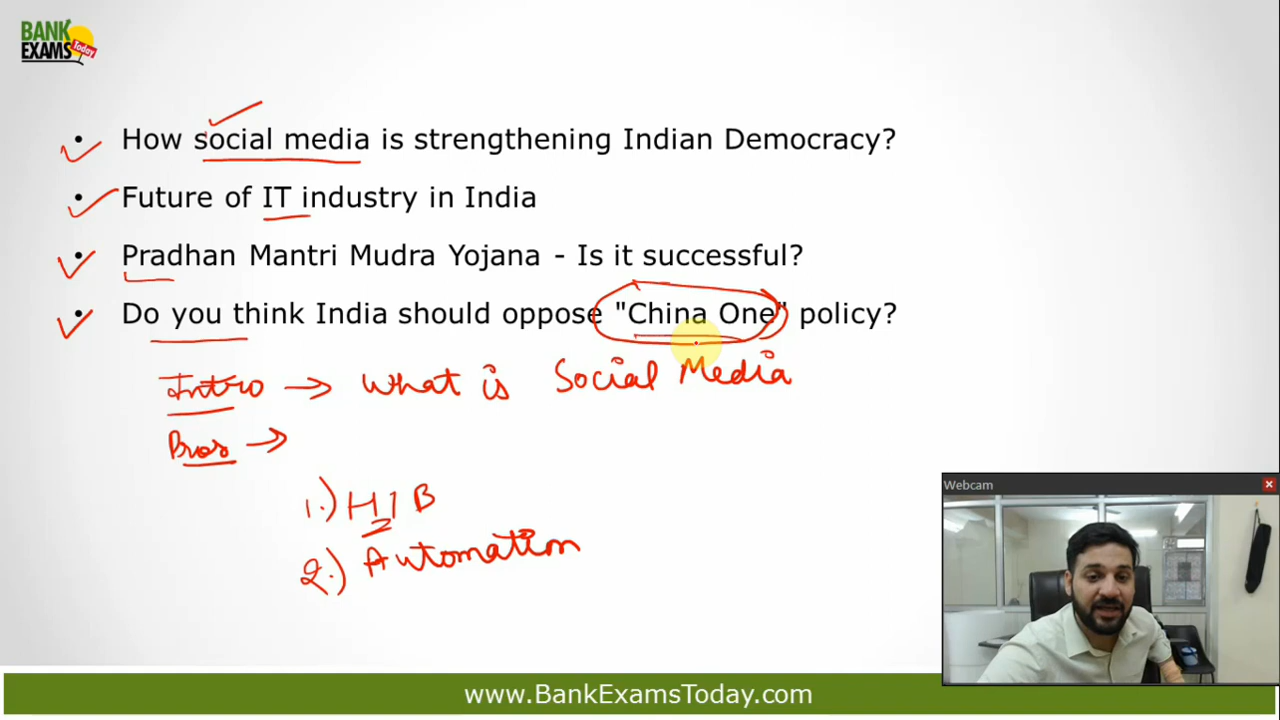 BANK
EXAMS Today
• How social media is strengthening Indian Democracy?
• Future of IT industry in India
• Pradhan Mantri Mudra Yojana - Is it successful?
• Do you think India should oppose "China One" policy?
Intro → What is Social Media
Pros →
1.) H1B
2.) Automation
Webcam
www.BankExamsToday.com